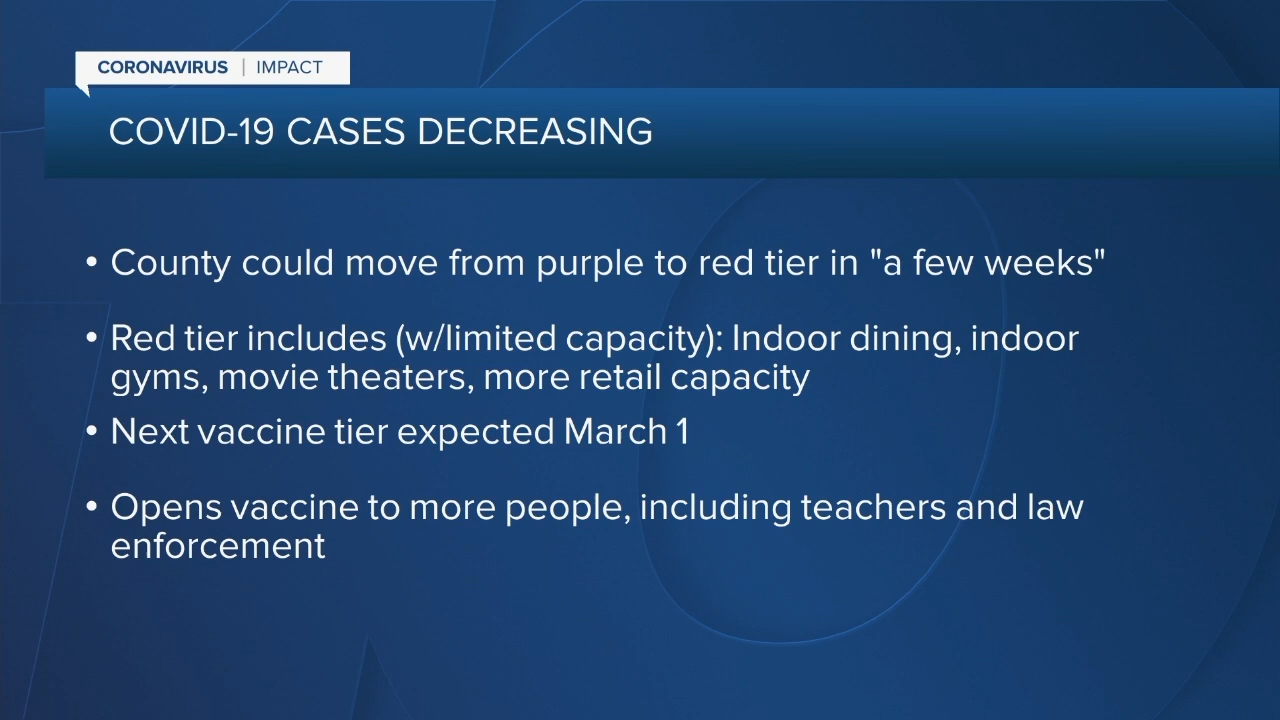 CORONAVIRUS | IMPACT
COVID-19 CASES DECREASING
• County could move from purple to red tier in "a few weeks"
• Red tier includes (w/limited capacity): Indoor dining, indoor
gyms, movie theaters, more retail capacity
• Next vaccine tier expected March 1
• Opens vaccine to more people, including teachers and law
enforcement